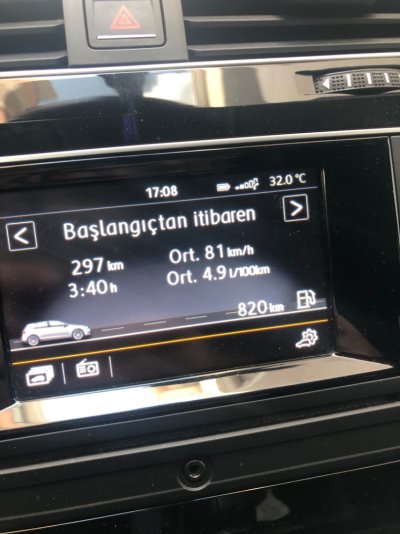 17:08 32.0 °C
Başlangıçtan itibaren
297 km Ort. 81 km/h
3:40 h Ort. 4.9 l/100km
820 km